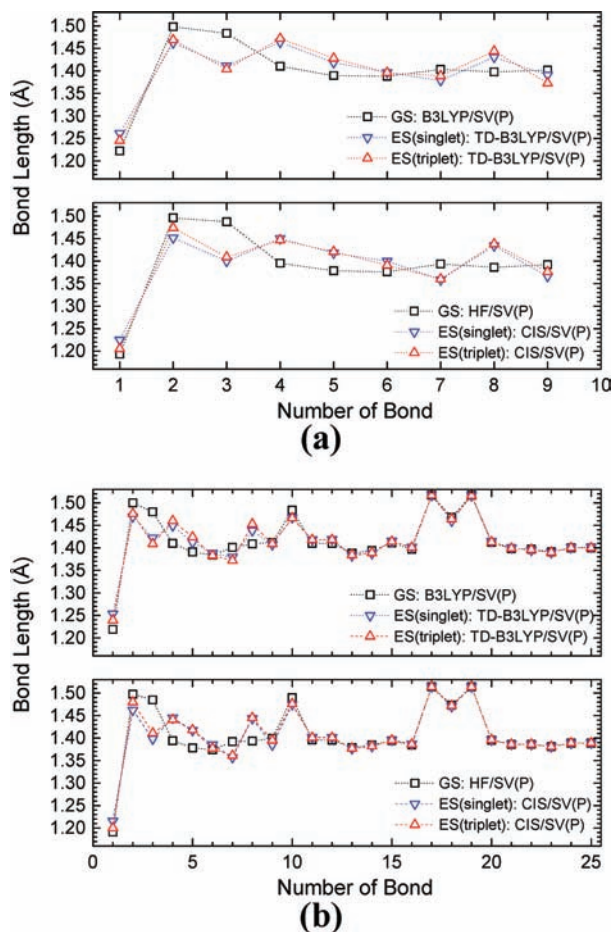 1.50
1.45
1.40
1.35
1.30
1.25
1.20
GS: B3LYP/SV(P)
ES(singlet): TD-B3LYP/SV(P)
ES(triplet): TD-B3LYP/SV(P)
Bond Length (Å)
1.50
1.45
1.40
1.35
1.30
1.25
1.20
GS: HF/SV(P)
ES(singlet): CIS/SV(P)
ES(triplet): CIS/SV(P)
1 2 3 4 5 6 7 8 9 10
Number of Bond
(a)
1.50
1.45
1.40
1.35
1.30
1.25
1.20
GS: B3LYP/SV(P)
ES(singlet): TD-B3LYP/SV(P)
ES(triplet): TD-B3LYP/SV(P)
Bond Length (Å)
1.50
1.45
1.40
1.35
1.30
1.25
1.20
GS: HF/SV(P)
ES(singlet): CIS/SV(P)
ES(triplet): CIS/SV(P)
0 5 10 15 20 25
Number of Bond
(b)